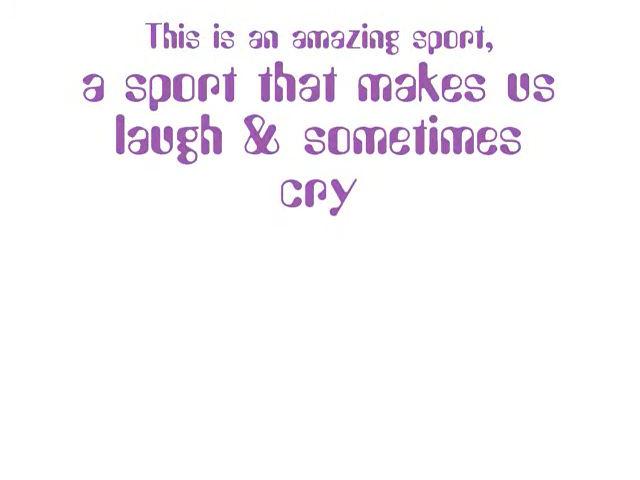 This is an amazing sport,
a sport that makes us
laugh & sometimes
cry